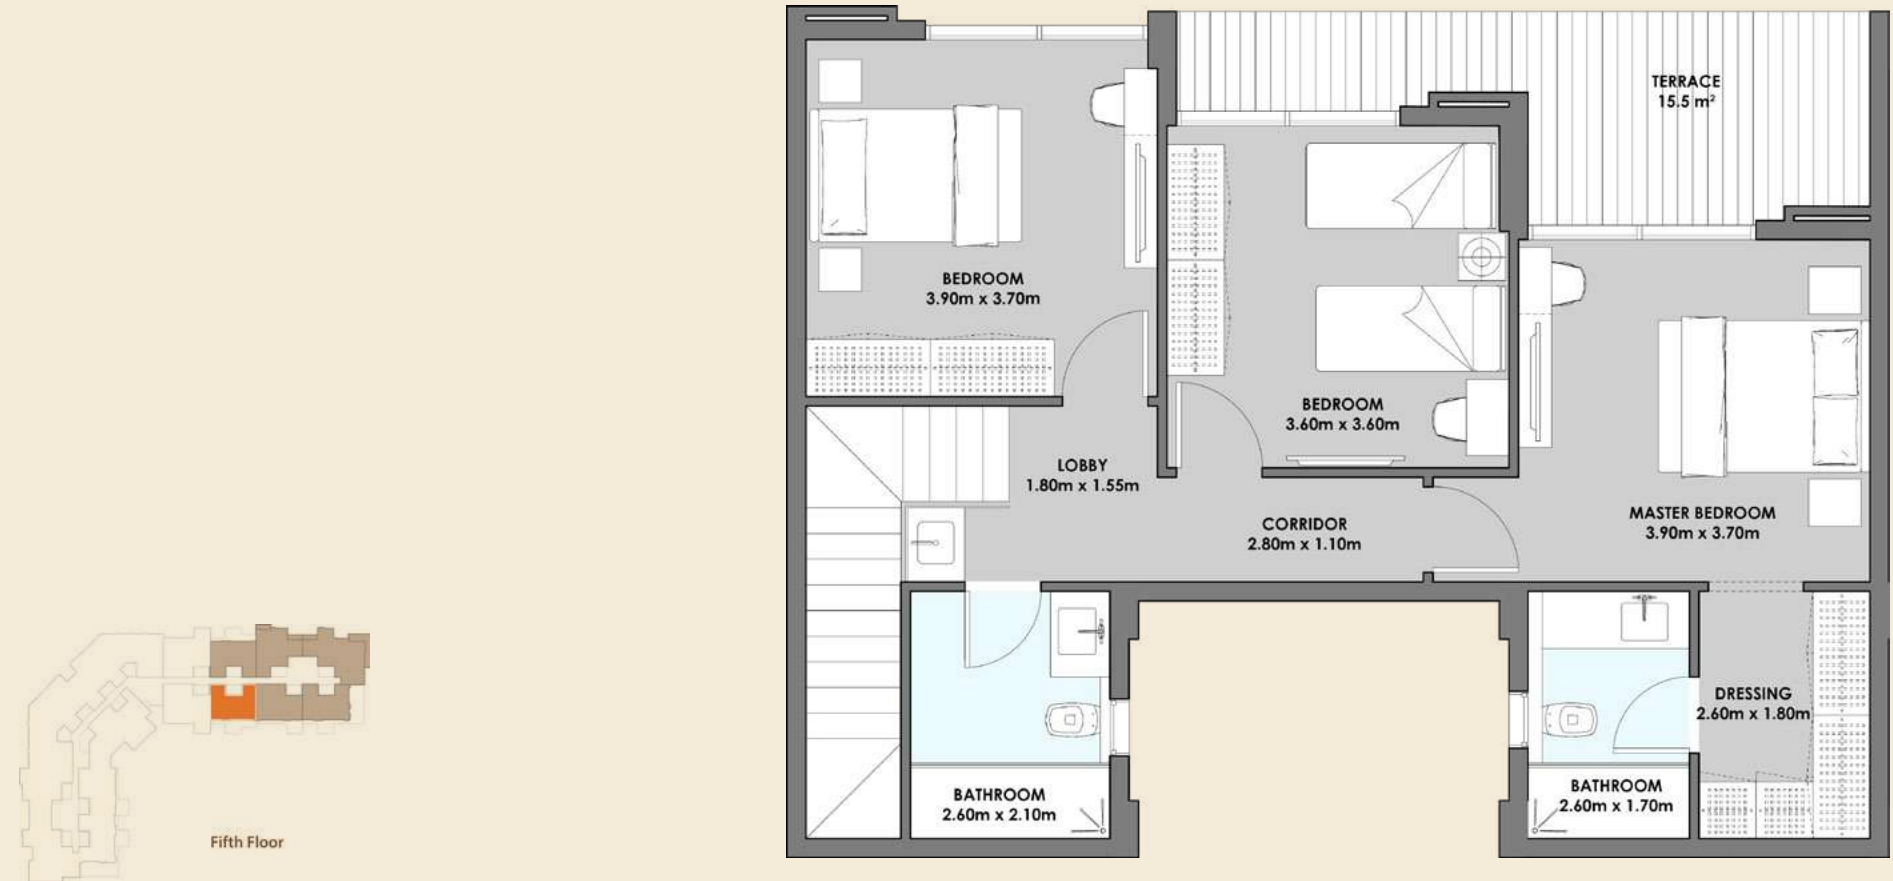 TERRACE
15.5 m²
BEDROOM
3.90m x 3.70m
BEDROOM
3.60m x 3.60m
LOBBY
1.80m x 1.55m
CORRIDOR
2.80m x 1.10m
MASTER BEDROOM
3.90m x 3.70m
DRESSING
2.60m x 1.80m
BATHROOM
2.60m x 2.10m
BATHROOM
2.60m x 1.70m
Fifth Floor